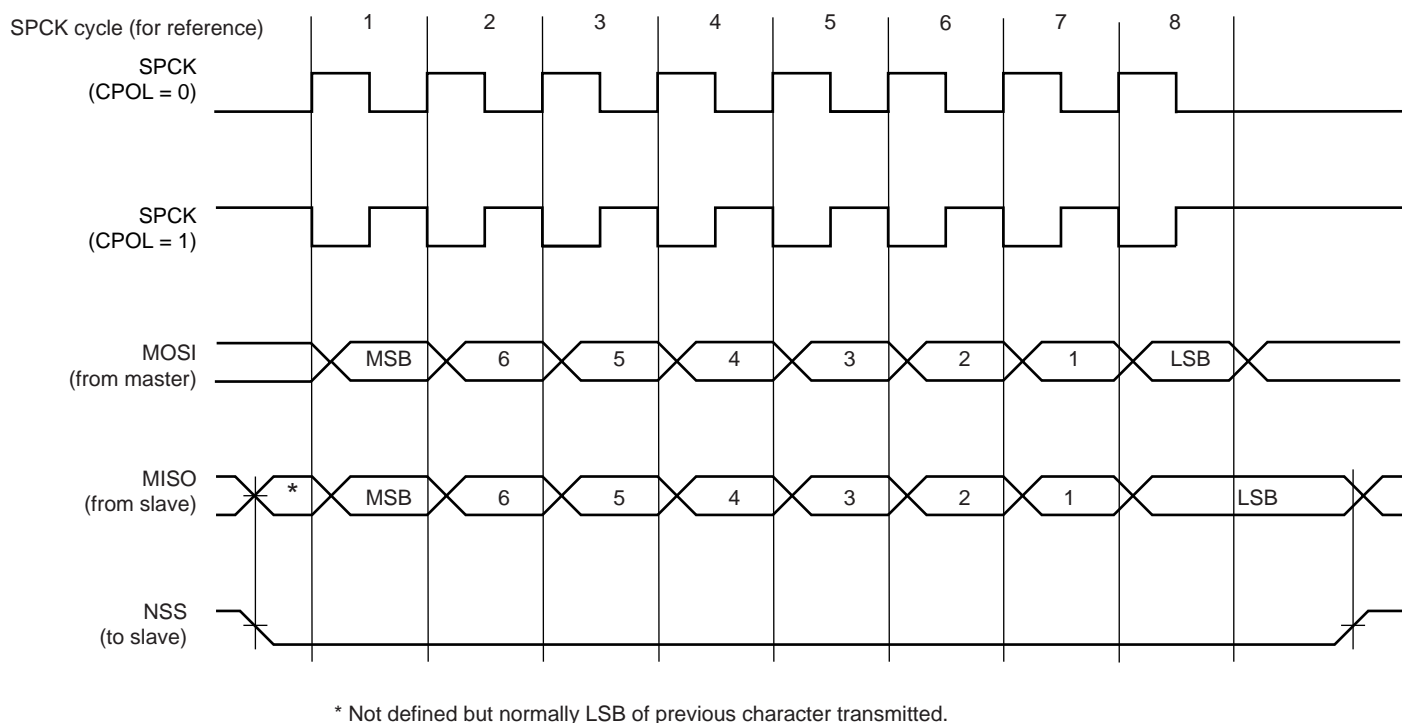 SPCK cycle (for reference)
1 2 3 4 5 6 7 8
SPCK
(CPOL = 0)
SPCK
(CPOL = 1)
MOSI
(from master)
MSB 6 5 4 3 2 1 LSB
MISO
(from slave)
* MSB 6 5 4 3 2 1 LSB
NSS
(to slave)
* Not defined but normally LSB of previous character transmitted.